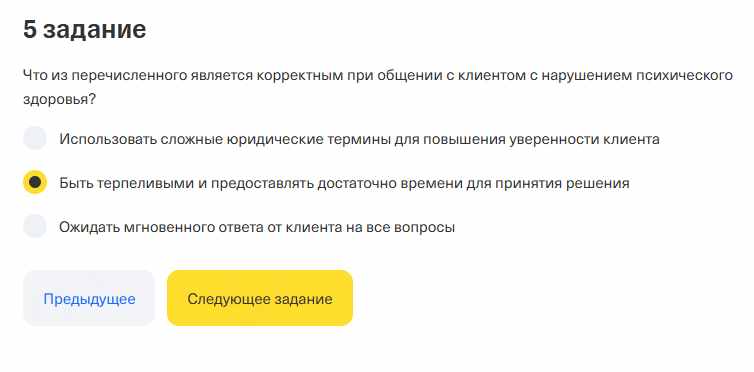 5 задание
Что из перечисленного является корректным при общении с клиентом с нарушением психического
здоровья?
Использовать сложные юридические термины для повышения уверенности клиента
Быть терпеливыми и предоставлять достаточно времени для принятия решения
Ожидать мгновенного ответа от клиента на все вопросы
Предыдущее
Следующее задание